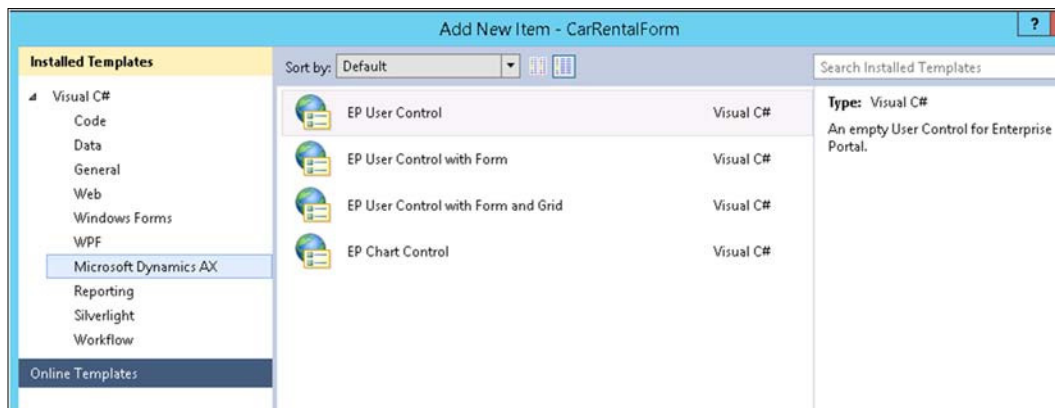 Add New Item - CarRentalForm
?
Installed Templates
Visual C#
Code
Data
General
Web
Windows Forms
WPF
Microsoft Dynamics AX
Reporting
Silverlight
Workflow
Online Templates
Sort by: Default
EP User Control Visual C#
EP User Control with Form Visual C#
EP User Control with Form and Grid Visual C#
EP Chart Control Visual C#
Search Installed Templates
Type: Visual C#
An empty User Control for Enterprise
Portal.